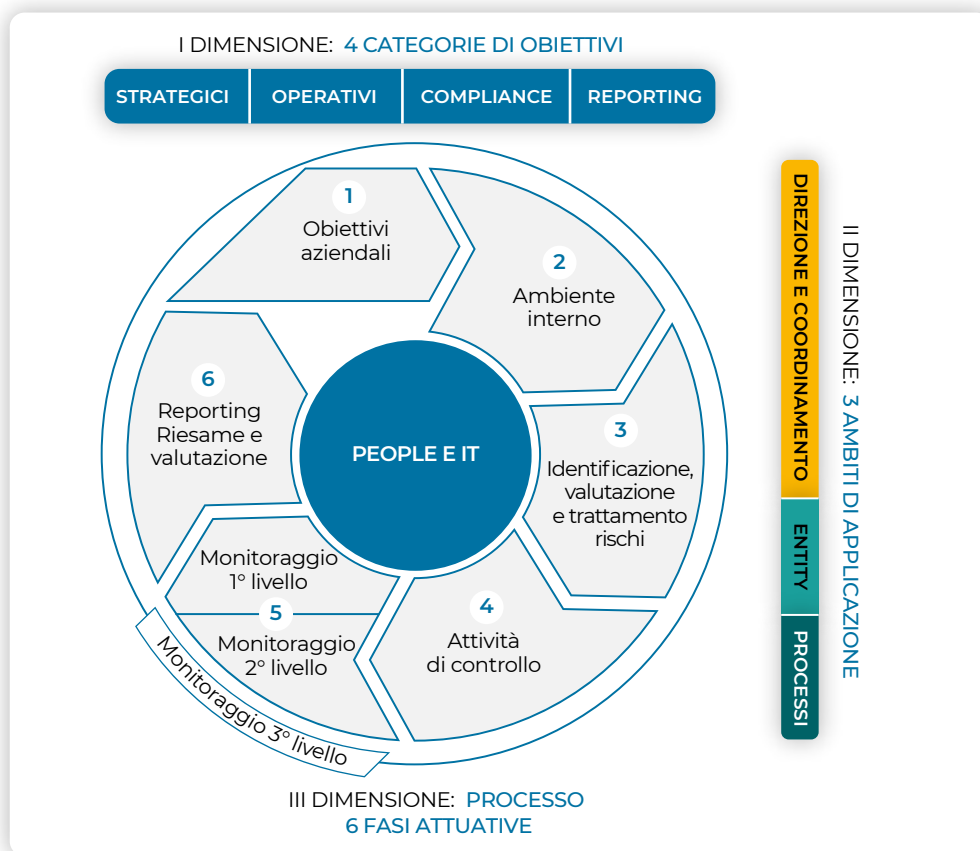 I DIMENSIONE: 4 CATEGORIE DI OBIETTIVI
STRATEGICI
OPERATIVI
COMPLIANCE
REPORTING
1
Obiettivi
aziendali
2
Ambiente
interno
3
Identificazione,
valutazione
e trattamento
rischi
4
Attività
di controllo
Monitoraggio
1° livello
5
Monitoraggio
2° livello
Monitoraggio 3° livello
6
Reporting
Riesame e
valutazione
PEOPLE E IT
DIREZIONE E COORDINAMENTO
ENTITY
PROCESSI
II DIMENSIONE: 3 AMBITI DI APPLICAZIONE
III DIMENSIONE: PROCESSO
6 FASI ATTUATIVE